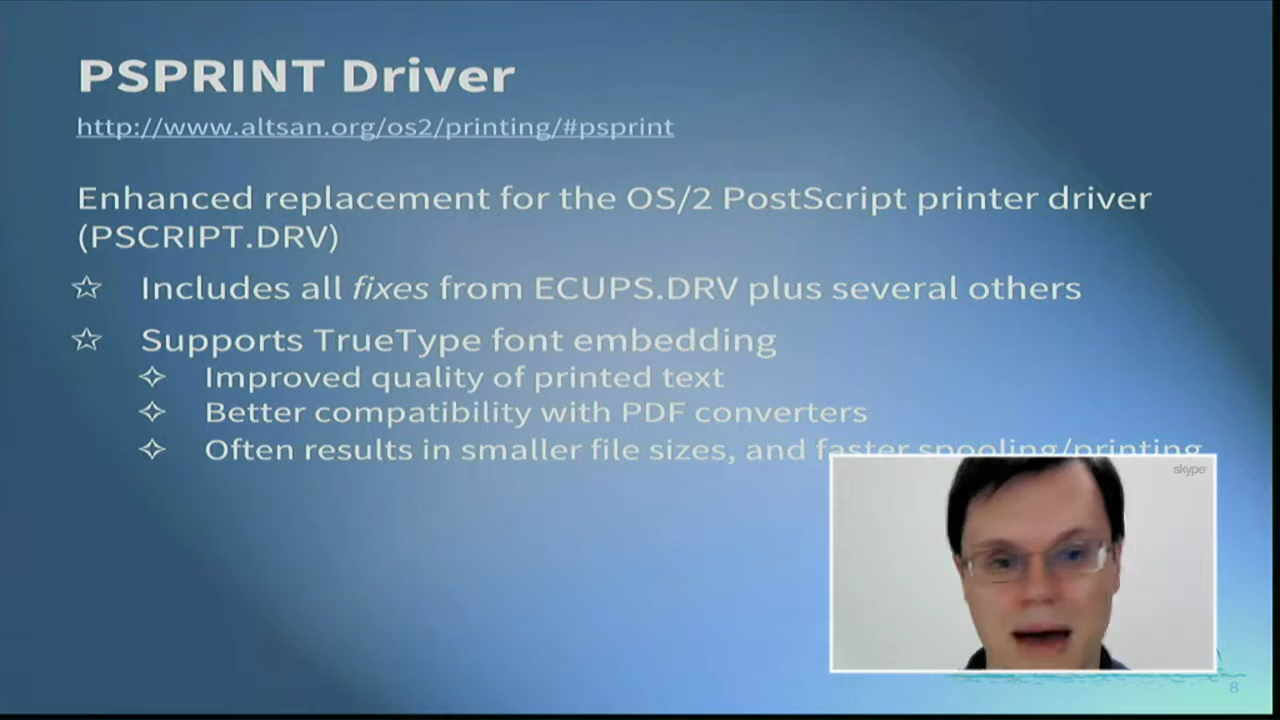 PSPRINT Driver
http://www.altsan.org/os2/printing/#psprint
Enhanced replacement for the OS/2 PostScript printer driver
(PSCRIPT.DRV)
Includes all fixes from ECUPS.DRV plus several others
Supports TrueType font embedding
Improved quality of printed text
Better compatibility with PDF converters
Often results in smaller file sizes, and faster spooling/printing
skype
8